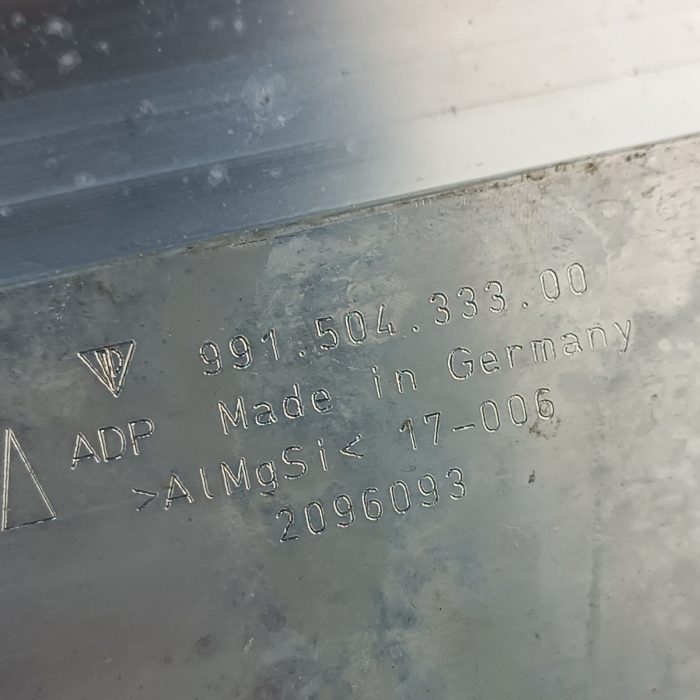 991.504.333.00
ADP Made in Germany
>AlMgSi< 17-006
2096093